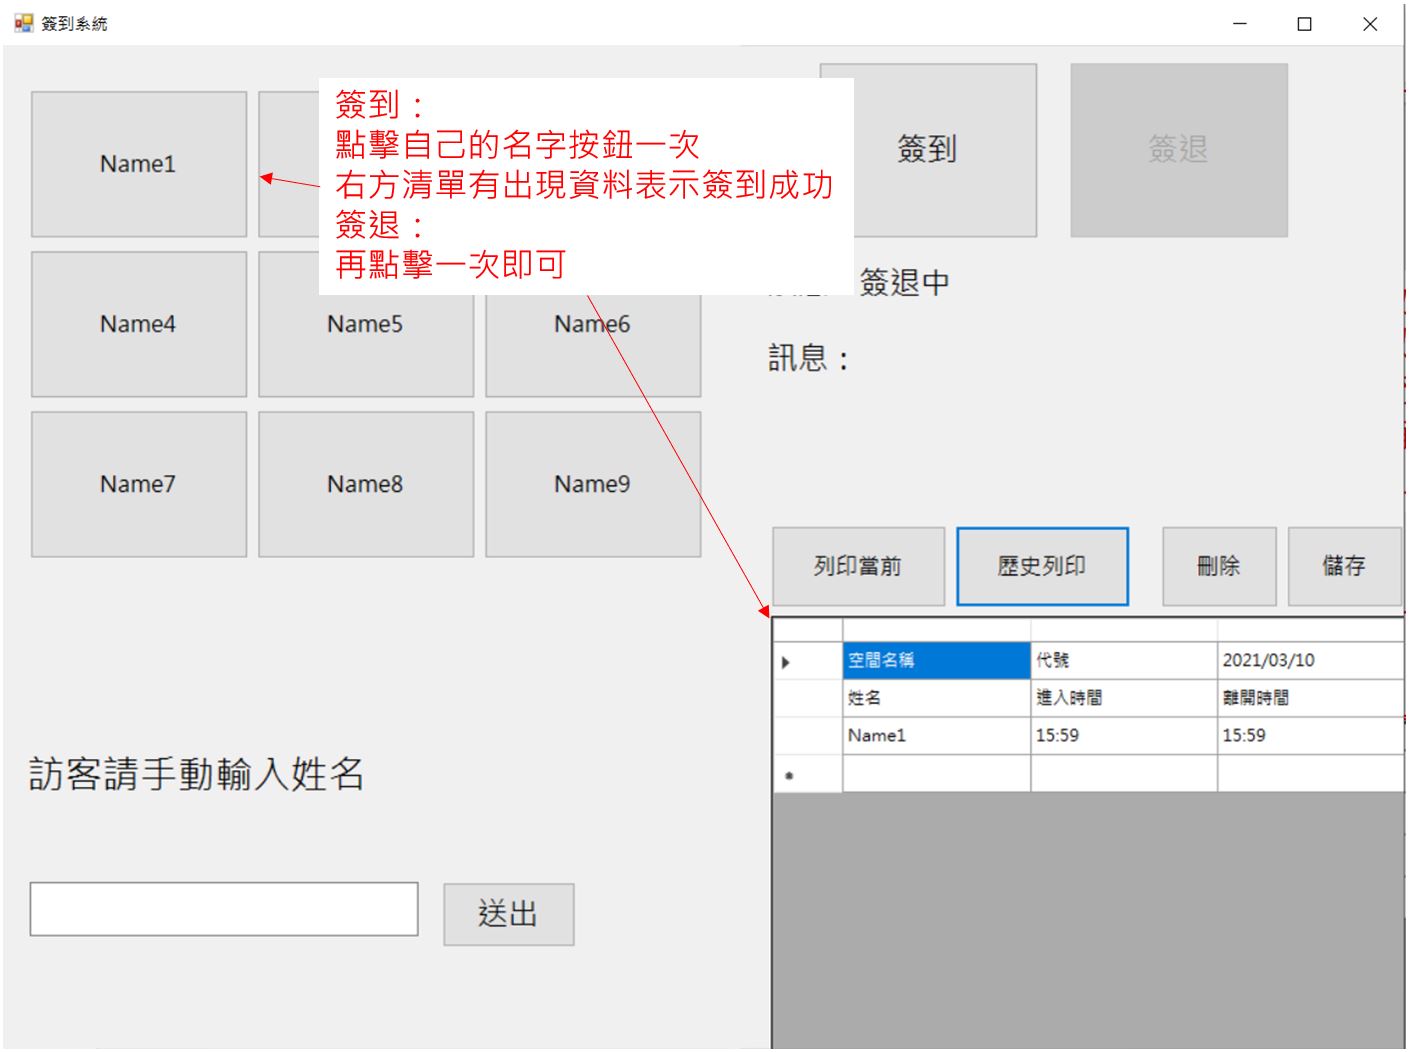 簽到系統
Name1
簽到：
點擊自己的名字按鈕一次
右方清單有出現資料表示簽到成功
簽退：
再點擊一次即可
簽到
簽退
簽退中
訊息：
Name4
Name5
Name6
Name7
Name8
Name9
列印當前
歷史列印
刪除
儲存
空間名稱 代號 2021/03/10
姓名 進入時間 離開時間
Name1 15:59 15:59
訪客請手動輸入姓名
送出